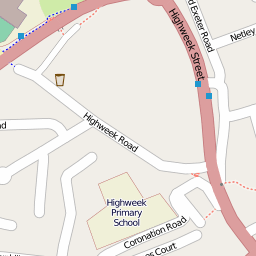 Highweek Street
Exeter Road
Netley
Highweek Road
Highweek
Primary
School
Coronation Road
Court